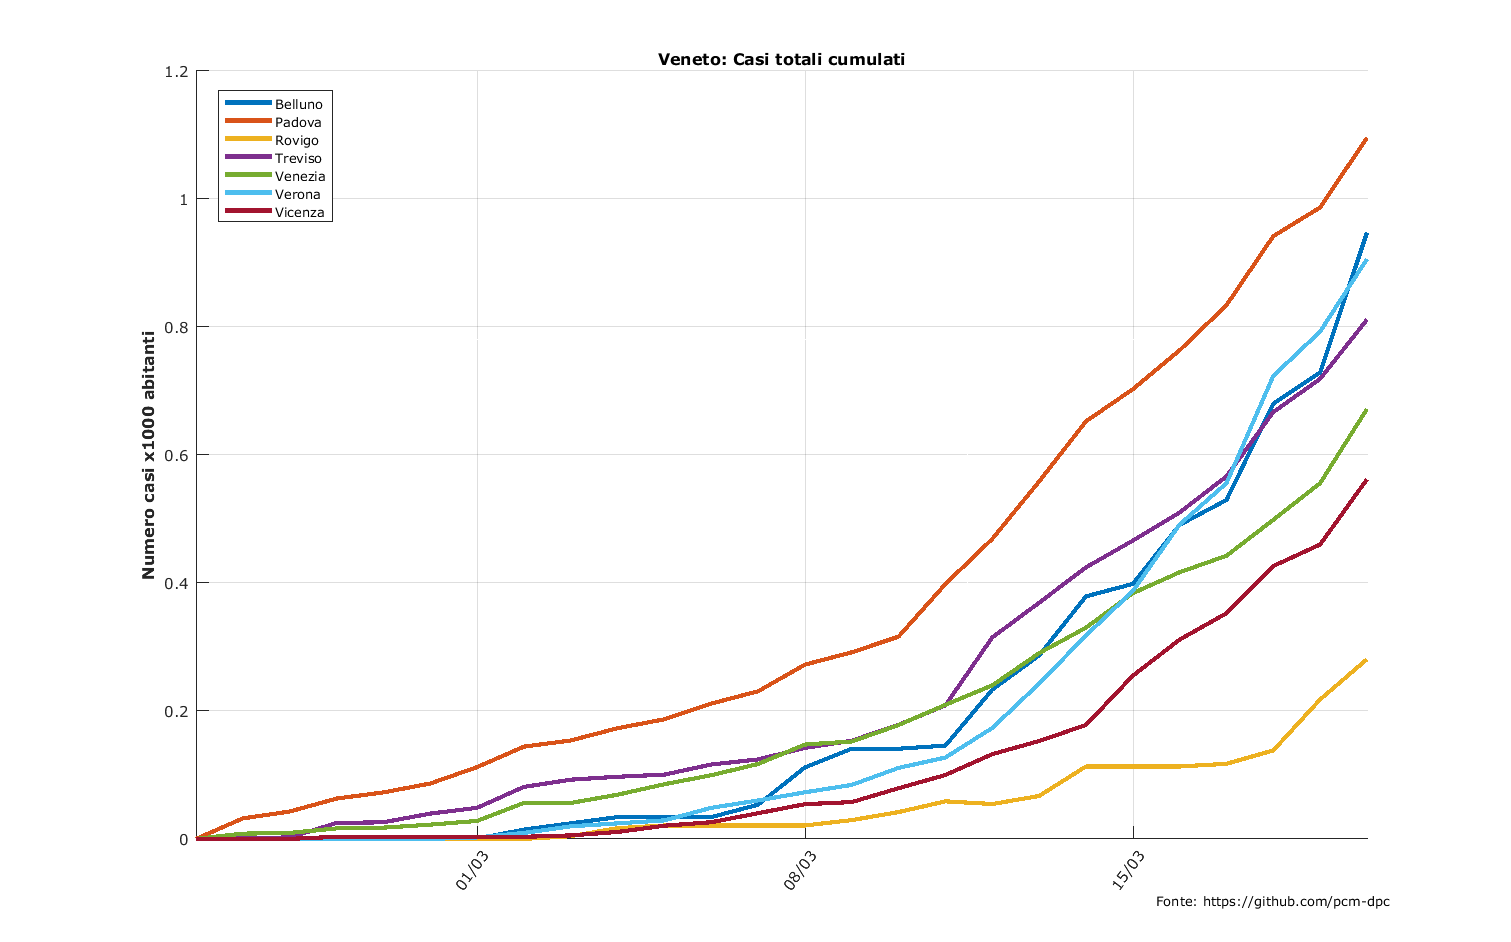 Veneto: Casi totali cumulati
1.2
1
0.8
0.6
0.4
0.2
0
Numero casi x1000 abitanti
Belluno
Padova
Rovigo
Treviso
Venezia
Verona
Vicenza
01/03
08/03
15/03
Fonte: https://github.com/pcm-dpc